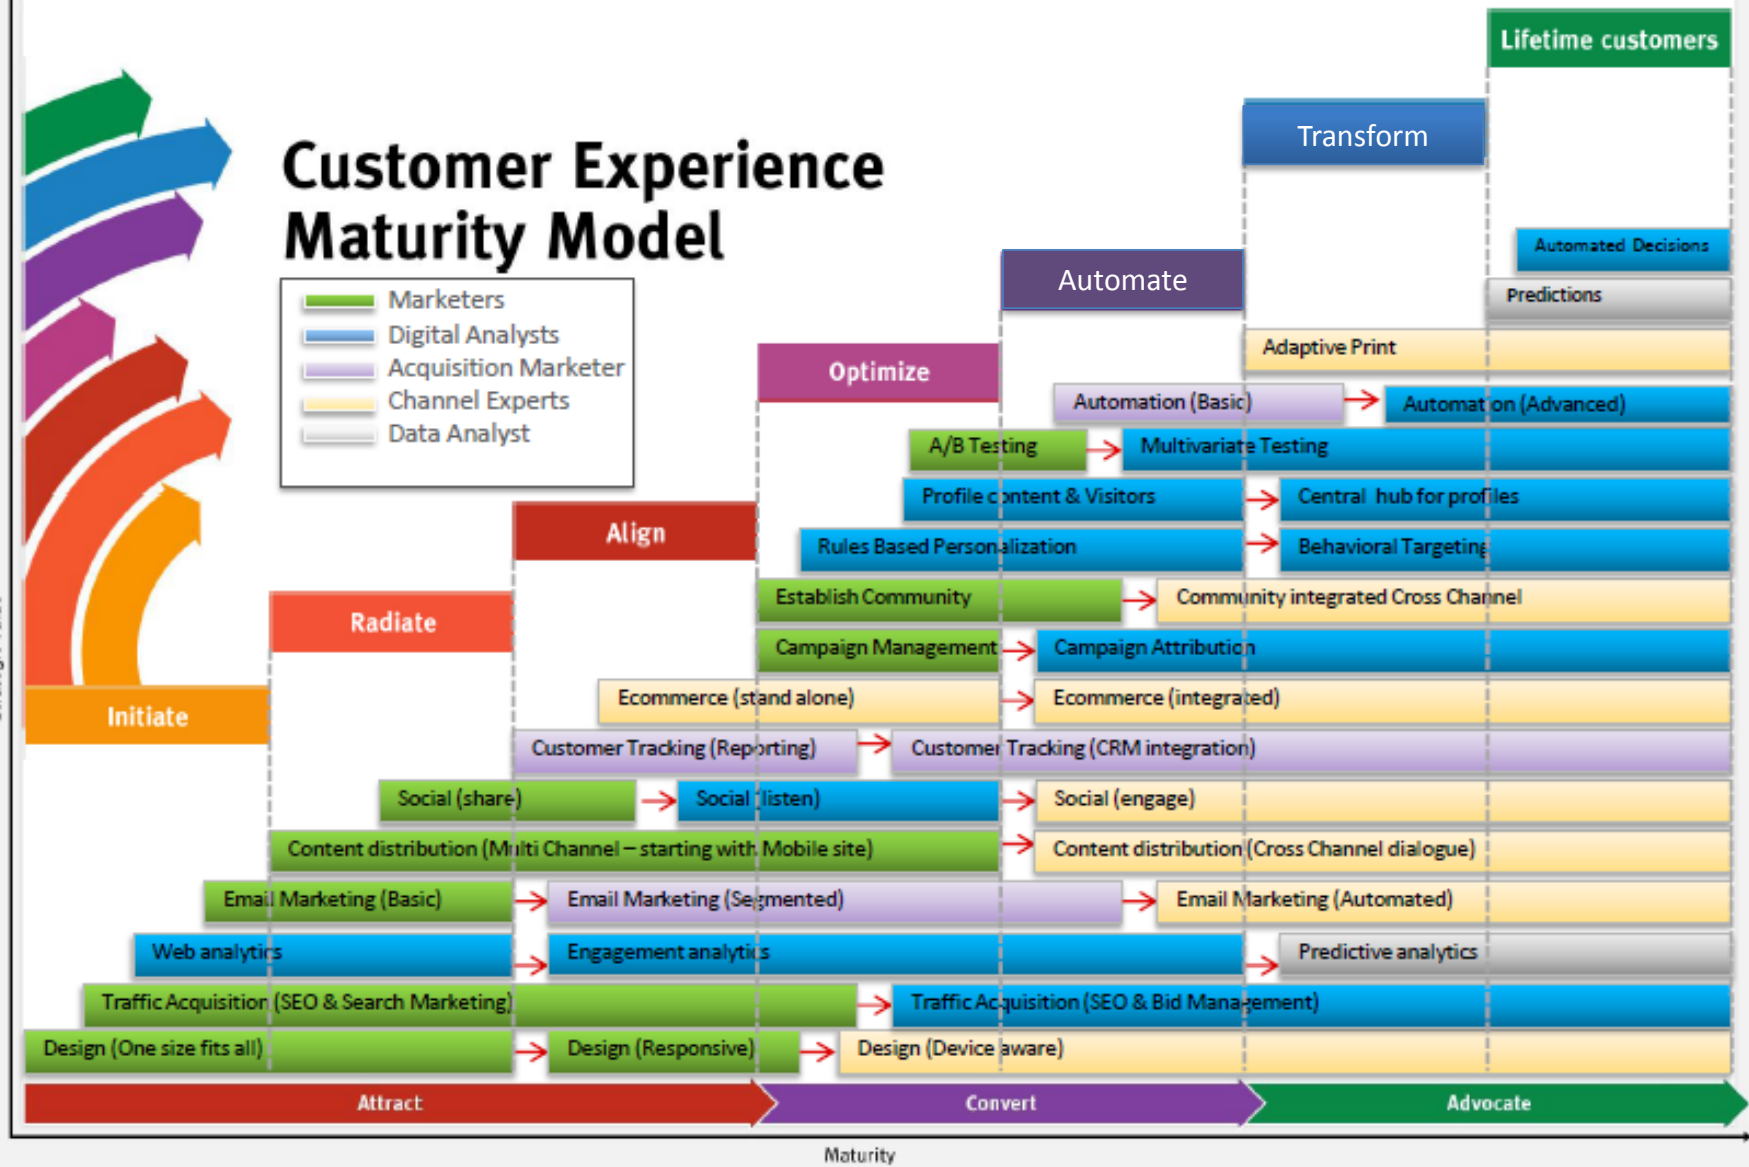 Lifetime customers
Transform
Customer Experience
Maturity Model
Automated Decisions
Automate
Marketers
Digital Analysts
Acquisition Marketer
Channel Experts
Data Analyst
Predictions
Adaptive Print
Optimize
Automation (Basic)
Automation (Advanced)
A/B Testing
Multivariate Testing
Profile content & Visitors
Central hub for profiles
Align
Rules Based Personalization
Behavioral Targeting
Establish Community
Community integrated Cross Channel
Radiate
Campaign Management
Campaign Attribution
Ecommerce (stand alone)
Ecommerce (integrated)
Initiate
Customer Tracking (Reporting)
Customer Tracking (CRM integration)
Social (share)
Social (listen)
Social (engage)
Content distribution (Multi Channel – starting with Mobile site)
Content distribution (Cross Channel dialogue)
Email Marketing (Basic)
Email Marketing (Segmented)
Email Marketing (Automated)
Web analytics
Engagement analytics
Predictive analytics
Traffic Acquisition (SEO & Search Marketing)
Traffic Acquisition (SEO & Bid Management)
Design (One size fits all)
Design (Responsive)
Design (Device aware)
Attract
Convert
Advocate
Maturity